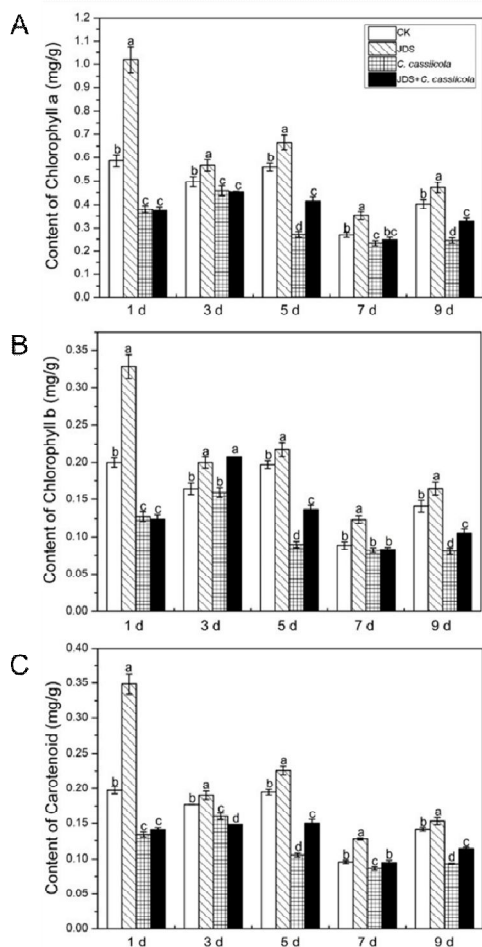 A
Content of Chlorophyll a (mg/g)
1.2
1.1
1.0
0.9
0.8
0.7
0.6
0.5
0.4
0.3
0.2
0.1
0.0
CK
JDS
C. cassiicola
JDS+C. cassiicola
b a c c
b a c c
b a d c
b a c bc
b a d c
1 d 3 d 5 d 7 d 9 d
B
Content of Chlorophyll b (mg/g)
0.35
0.30
0.25
0.20
0.15
0.10
0.05
0.00
b a c c
b a b a
b a d c
b a b b
b a d c
1 d 3 d 5 d 7 d 9 d
C
Content of Carotenoid (mg/g)
0.40
0.35
0.30
0.25
0.20
0.15
0.10
0.05
0.00
b a c c
b a c d
b a d c
b a c b
b a d c
1 d 3 d 5 d 7 d 9 d